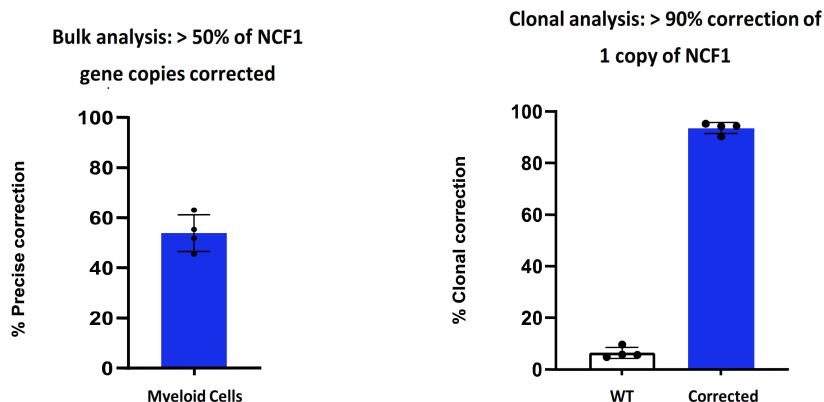 Bulk analysis: > 50% of NCF1
gene copies corrected
% Precise correction
100
80
60
40
20
0
Myeloid Cells
Clonal analysis: > 90% correction of
1 copy of NCF1
% Clonal correction
100
80
60
40
20
0
WT
Corrected